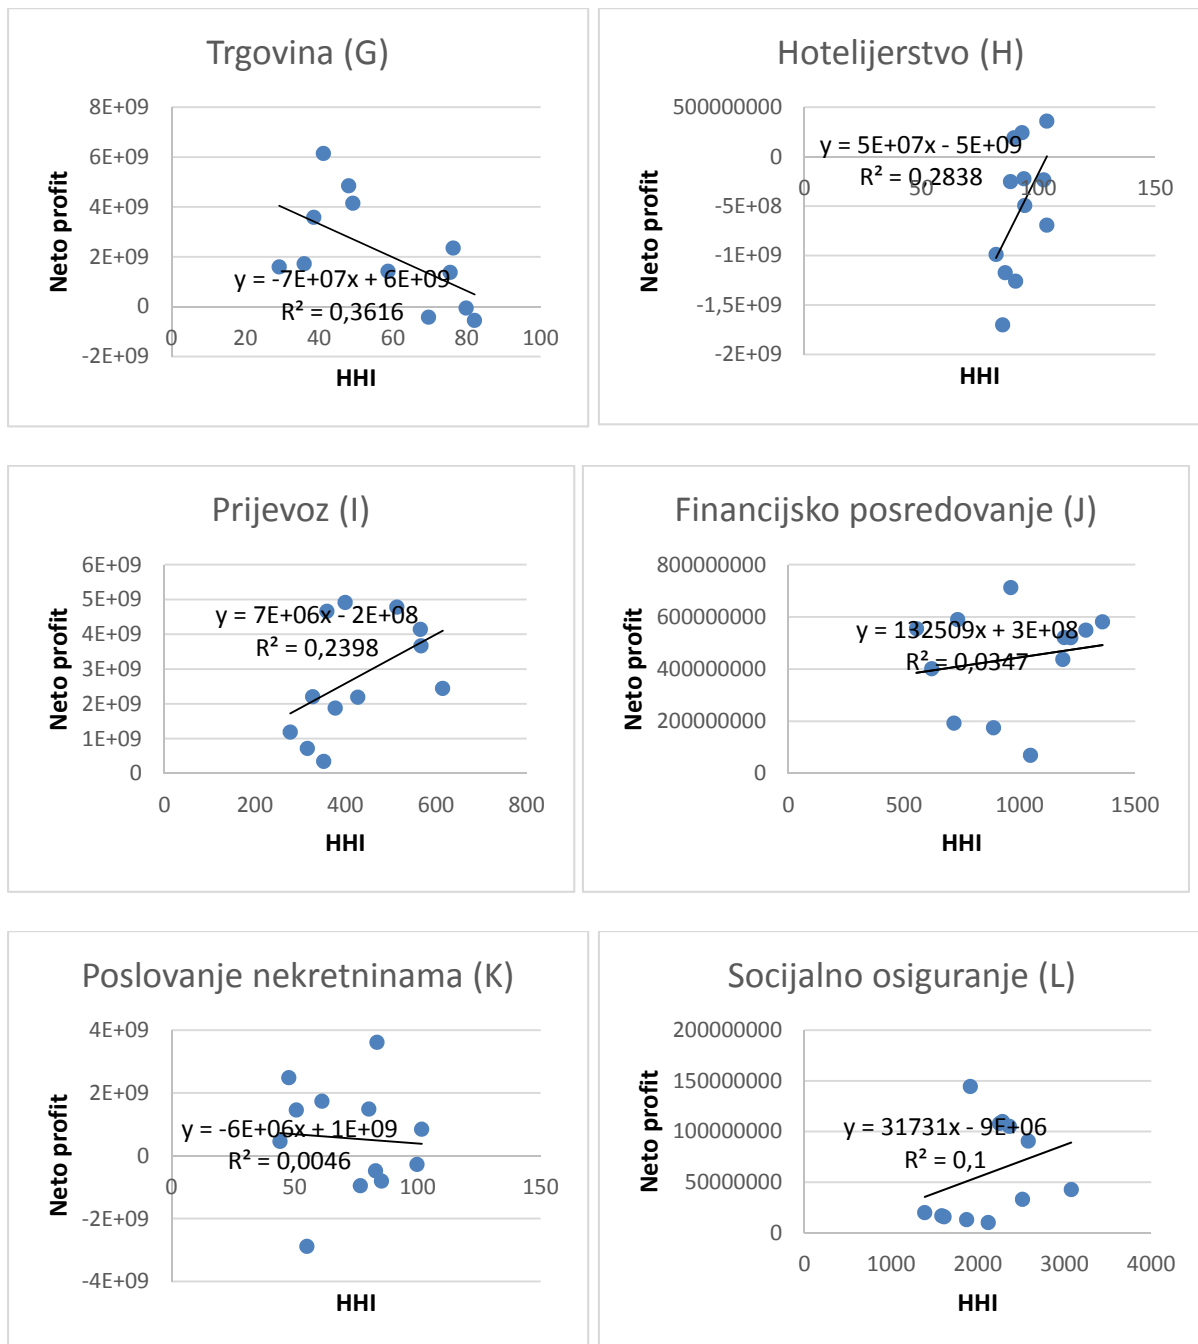 Trgovina (G)
8E+09
6E+09
4E+09
2E+09
0
-2E+09
Neto profit
y = -7E+07x + 6E+09
R² = 0,3616
0 20 40 60 80 100
HHI
Hotelijerstvo (H)
500000000
0
-5E+08
-1E+09
-1,5E+09
-2E+09
Neto profit
y = 5E+07x - 5E+09
R² = 0,2838
0 50 100 150
HHI
Prijevoz (I)
6E+09
5E+09
4E+09
3E+09
2E+09
1E+09
0
Neto profit
y = 7E+06x - 2E+08
R² = 0,2398
0 200 400 600 800
HHI
Financijsko posredovanje (J)
800000000
600000000
400000000
200000000
0
Neto profit
y = 132509x + 3E+08
R² = 0,0347
0 500 1000 1500
HHI
Poslovanje nekretninama (K)
4E+09
2E+09
0
-2E+09
-4E+09
Neto profit
y = -6E+06x + 1E+09
R² = 0,0046
0 50 100 150
HHI
Socijalno osiguranje (L)
200000000
150000000
100000000
50000000
0
Neto profit
y = 31731x - 9E+06
R² = 0,1
0 1000 2000 3000 4000
HHI